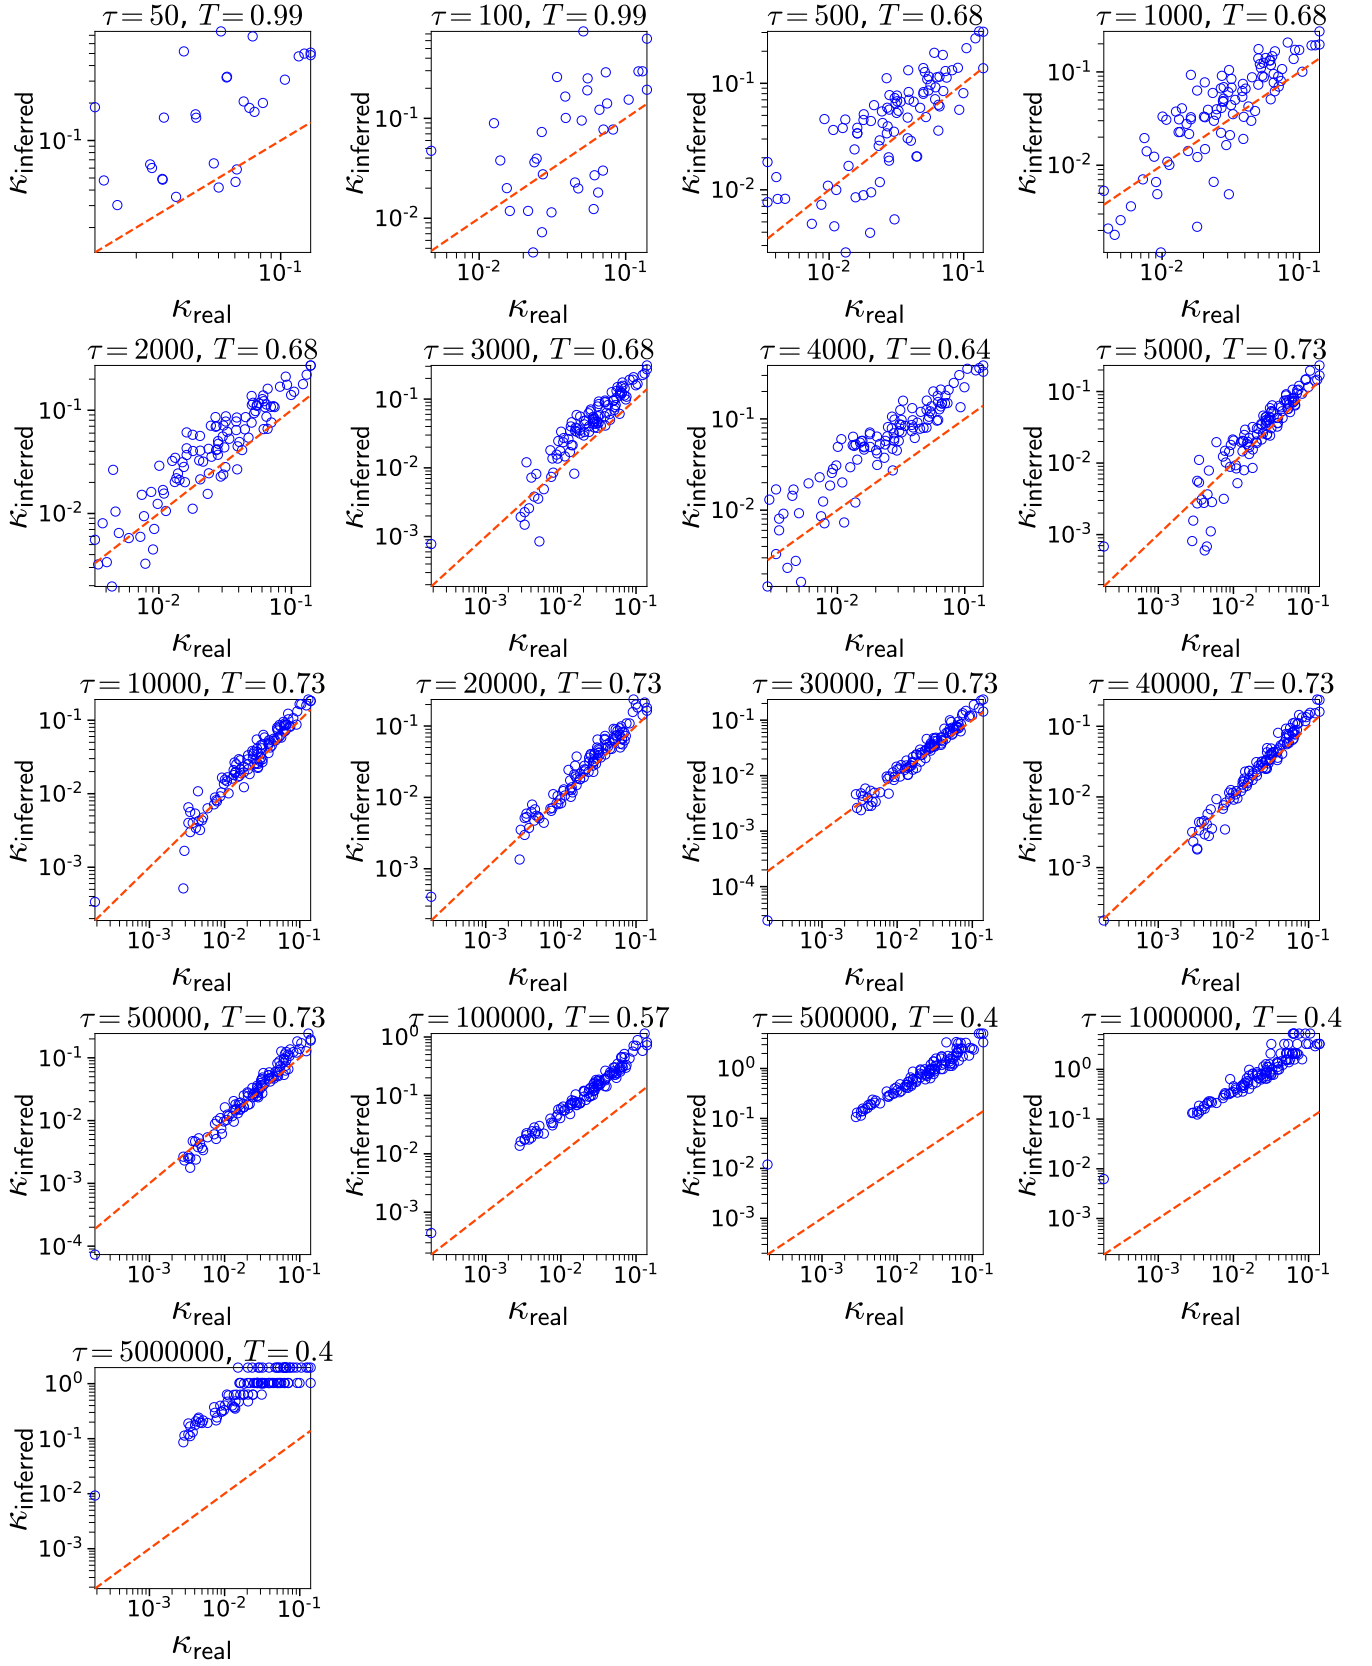 τ = 50, T = 0.99
κinferred
10⁻¹
10⁻¹
κreal
τ = 100, T = 0.99
κinferred
10⁻¹
10⁻²
10⁻² 10⁻¹
κreal
τ = 500, T = 0.68
κinferred
10⁻¹
10⁻²
10⁻² 10⁻¹
κreal
τ = 1000, T = 0.68
κinferred
10⁻¹
10⁻²
10⁻² 10⁻¹
κreal
τ = 2000, T = 0.68
κinferred
10⁻¹
10⁻²
10⁻² 10⁻¹
κreal
τ = 3000, T = 0.68
κinferred
10⁻¹
10⁻²
10⁻³
10⁻³ 10⁻² 10⁻¹
κreal
τ = 4000, T = 0.64
κinferred
10⁻¹
10⁻²
10⁻² 10⁻¹
κreal
τ = 5000, T = 0.73
κinferred
10⁻¹
10⁻²
10⁻³
10⁻³ 10⁻² 10⁻¹
κreal
τ = 10000, T = 0.73
κinferred
10⁻¹
10⁻²
10⁻³
10⁻³ 10⁻² 10⁻¹
κreal
τ = 20000, T = 0.73
κinferred
10⁻¹
10⁻²
10⁻³
10⁻³ 10⁻² 10⁻¹
κreal
τ = 30000, T = 0.73
κinferred
10⁻¹
10⁻²
10⁻³
10⁻⁴
10⁻³ 10⁻² 10⁻¹
κreal
τ = 40000, T = 0.73
κinferred
10⁻¹
10⁻²
10⁻³
10⁻³ 10⁻² 10⁻¹
κreal
τ = 50000, T = 0.73
κinferred
10⁻¹
10⁻²
10⁻³
10⁻⁴
10⁻³ 10⁻² 10⁻¹
κreal
τ = 100000, T = 0.57
κinferred
10⁰
10⁻¹
10⁻²
10⁻³
10⁻³ 10⁻² 10⁻¹
κreal
τ = 500000, T = 0.4
κinferred
10⁰
10⁻¹
10⁻²
10⁻³
10⁻³ 10⁻² 10⁻¹
κreal
τ = 1000000, T = 0.4
κinferred
10⁰
10⁻¹
10⁻²
10⁻³
10⁻³ 10⁻² 10⁻¹
κreal
τ = 5000000, T = 0.4
κinferred
10⁰
10⁻¹
10⁻²
10⁻³
10⁻³ 10⁻² 10⁻¹
κreal